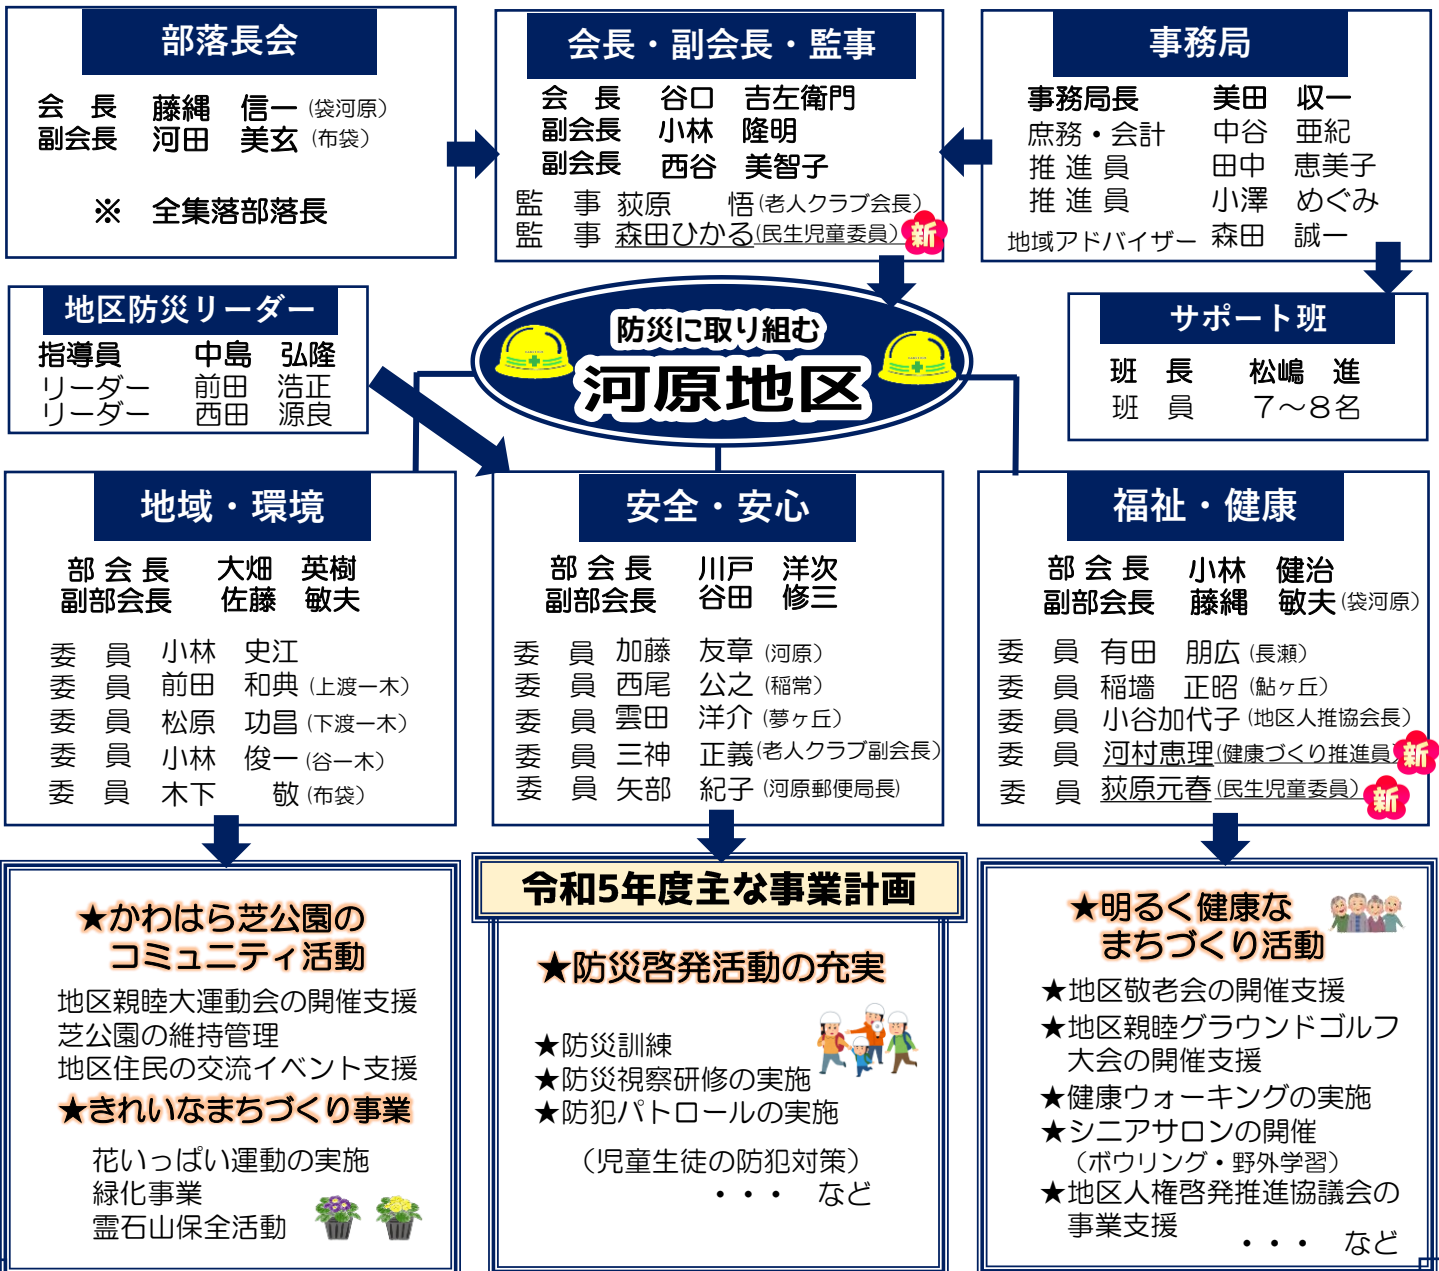 部落長会
会　長　藤縄　信一（袋河原）
副会長　河田　美玄（布袋）
※　全集落部落長
会長・副会長・監事
会　長　谷口　吉左衛門
副会長　小林　隆明
副会長　西谷　美智子
監　事　荻原　　悟（老人クラブ会長）
監　事　森田ひかる（民生児童委員）新
事務局
事務局長　美田　収一
庶務・会計　中谷　亜紀
推 進 員　田中　恵美子
推 進 員　小澤　めぐみ
地域アドバイザー　森田　誠一
地区防災リーダー
指導員　中島　弘隆
リーダー　前田　浩正
リーダー　西田　源良
防災に取り組む
河原地区
サポート班
班　長　松嶋　進
班　員　７～８名
地域・環境
部 会 長　大畑　英樹
副部会長　佐藤　敏夫
委　員　小林　史江
委　員　前田　和典（上渡一木）
委　員　松原　功昌（下渡一木）
委　員　小林　俊一（谷一木）
委　員　木下　　敬（布袋）
安全・安心
部 会 長　川戸　洋次
副部会長　谷田　修三
委　員　加藤　友章（河原）
委　員　西尾　公之（稲常）
委　員　雲田　洋介（夢ヶ丘）
委　員　三神　正義（老人クラブ副会長）
委　員　矢部　紀子（河原郵便局長）
福祉・健康
部 会 長　小林　健治
副部会長　藤縄　敏夫（袋河原）
委　員　有田　朋広（長瀬）
委　員　稲墻　正昭（鮎ヶ丘）
委　員　小谷加代子（地区人推協会長）
委　員　河村恵理（健康づくり推進員）新
委　員　荻原元春（民生児童委員）新
★かわはら芝公園の
コミュニティ活動
地区親睦大運動会の開催支援
芝公園の維持管理
地区住民の交流イベント支援
★きれいなまちづくり事業
花いっぱい運動の実施
緑化事業
霊石山保全活動
令和5年度主な事業計画
★防災啓発活動の充実
★防災訓練
★防災視察研修の実施
★防犯パトロールの実施
（児童生徒の防犯対策）
・・・　など
★明るく健康な
まちづくり活動
★地区敬老会の開催支援
★地区親睦グラウンドゴルフ
大会の開催支援
★健康ウォーキングの実施
★シニアサロンの開催
（ボウリング・野外学習）
★地区人権啓発推進協議会の
事業支援
・・・　など